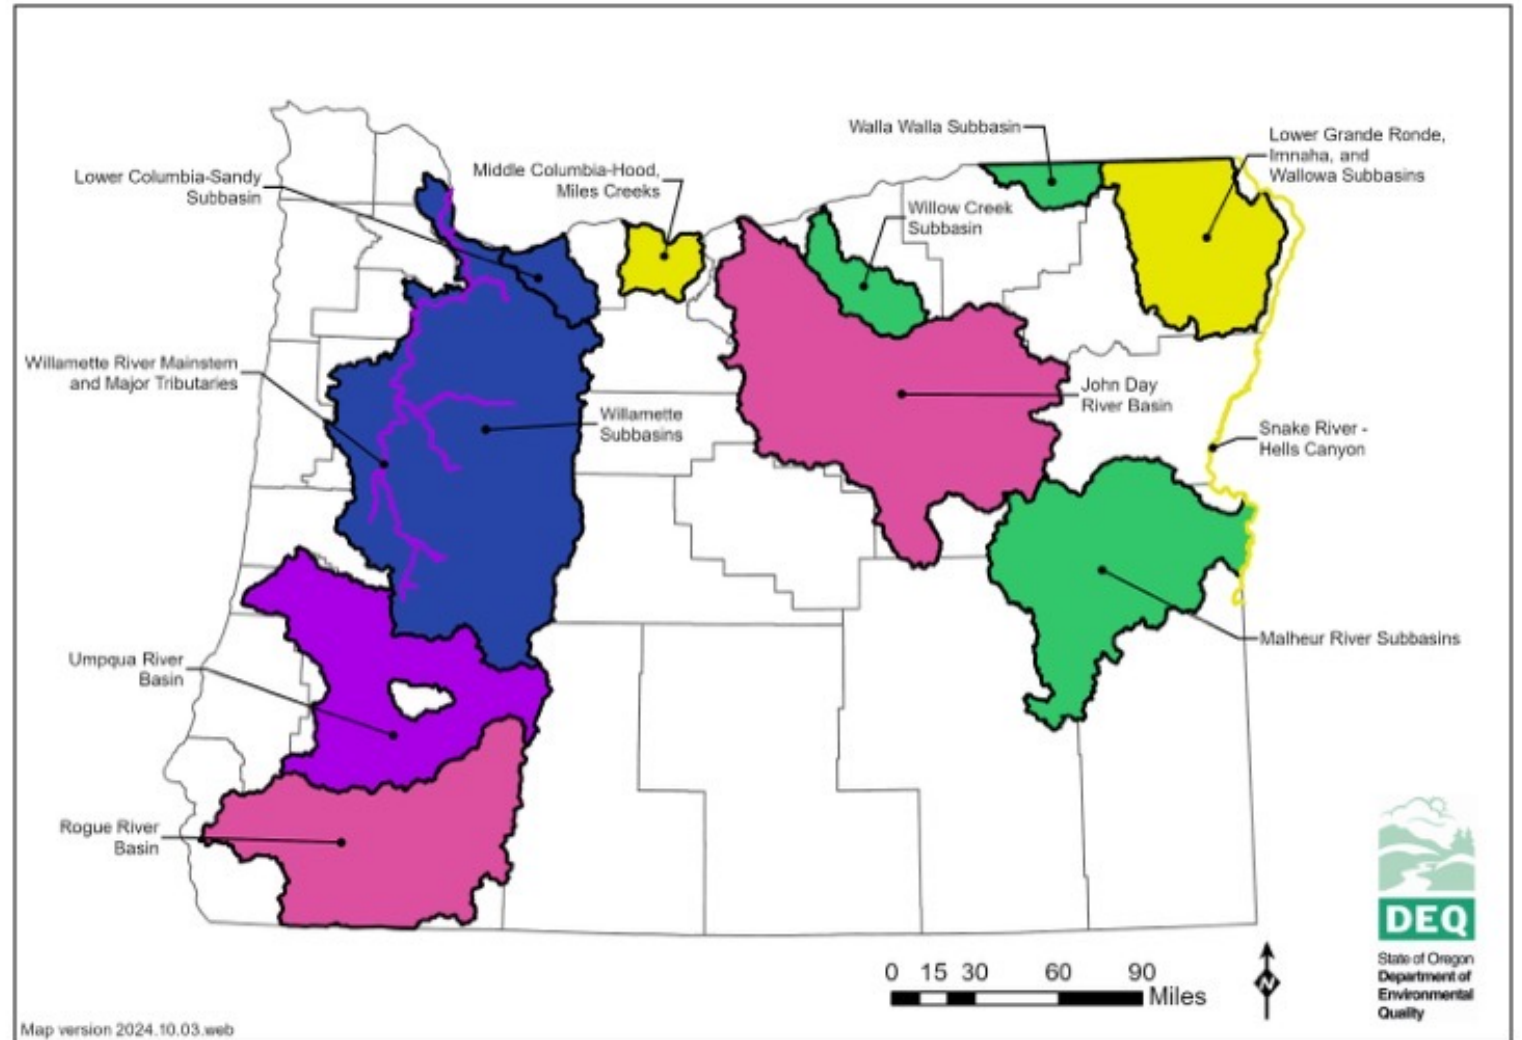 Walla Walla Subbasin
Lower Grande Ronde,
Imnaha, and
Wallowa Subbasins
Lower Columbia-Sandy
Subbasin
Middle Columbia-Hood,
Miles Creeks
Willow Creek
Subbasin
Willamette River Mainstem
and Major Tributaries
Willamette
Subbasins
John Day
River Basin
Snake River -
Hells Canyon
Malheur River Subbasins
Umpqua River
Basin
Rogue River
Basin
0 15 30 60 90
Miles
N
DEQ
State of Oregon
Department of
Environmental
Quality
Map version 2024.10.03.web